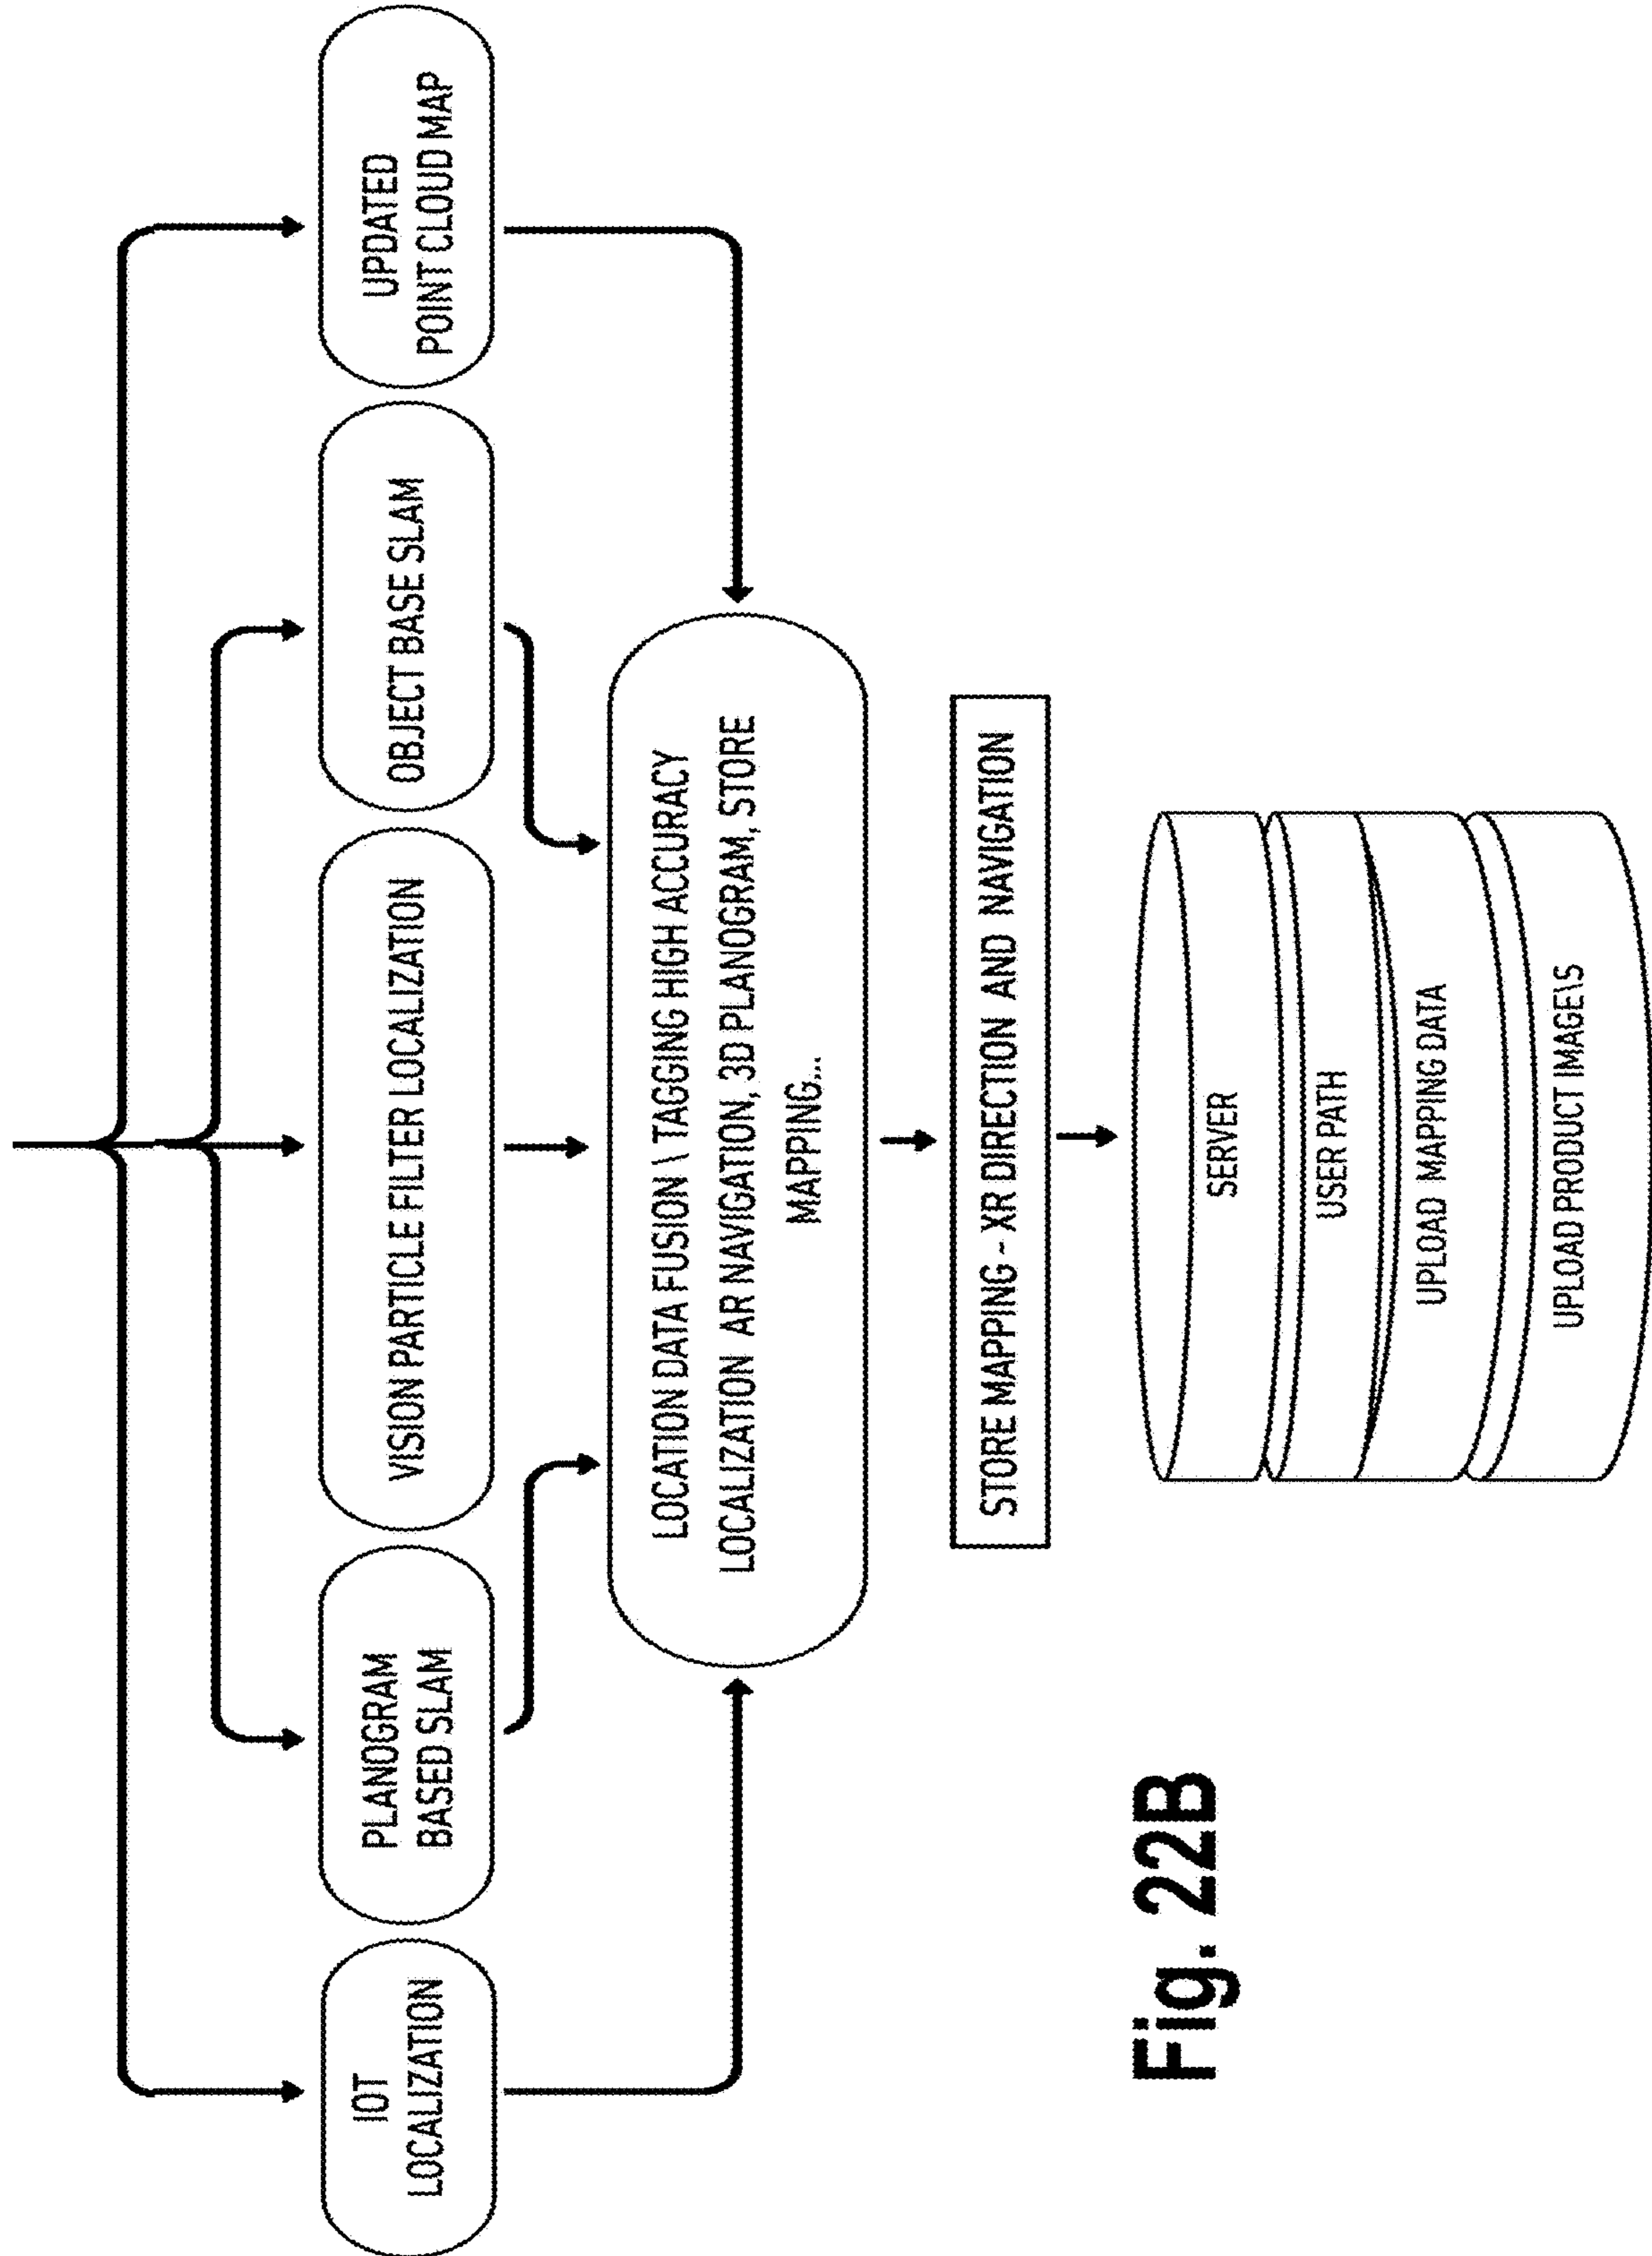 IOT
LOCALIZATION
PLANOGRAM
BASED SLAM
VISION PARTICLE FILTER LOCALIZATION
OBJECT BASE SLAM
UPDATED
POINT CLOUD MAP
LOCATION DATA FUSION \ TAGGING HIGH ACCURACY
LOCALIZATION AR NAVIGATION, 3D PLANOGRAM, STORE
MAPPING...
STORE MAPPING - XR DIRECTION AND NAVIGATION
SERVER
USER PATH
UPLOAD MAPPING DATA
UPLOAD PRODUCT IMAGE\S
Fig. 22B